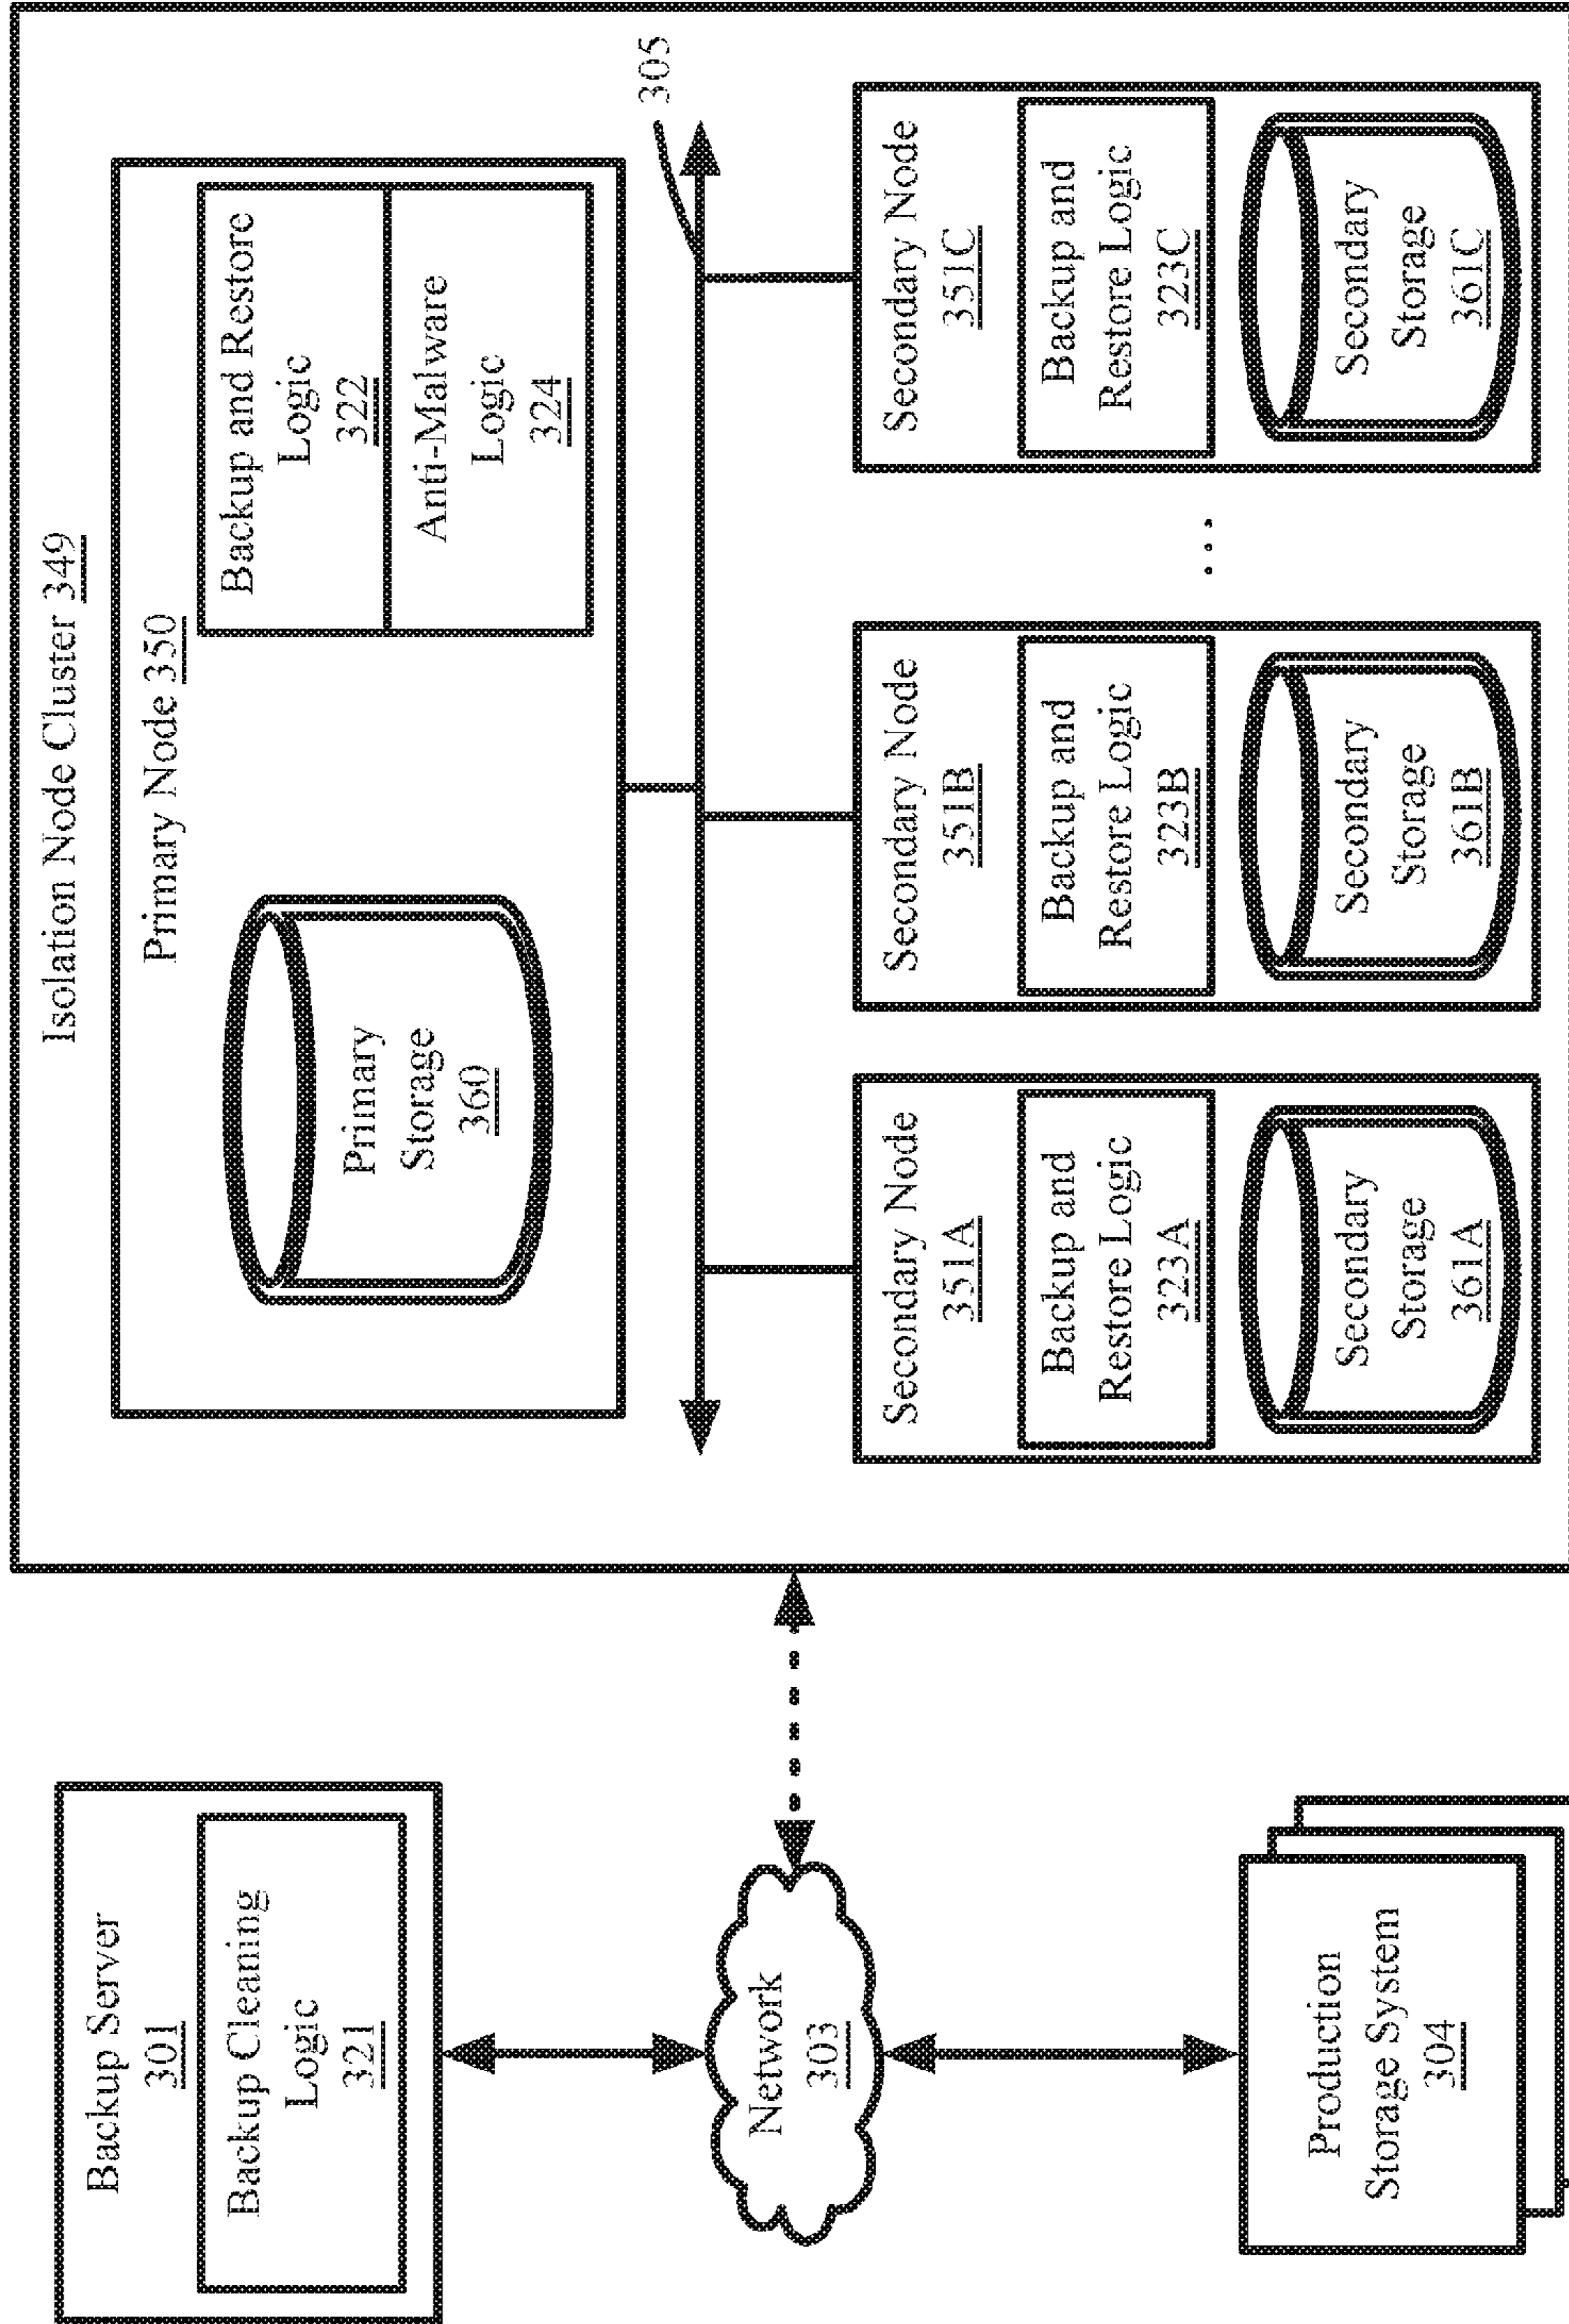 Backup Server
301
Backup Cleaning
Logic
321
Network
303
Production
Storage System
304
Isolation Node Cluster 349
Primary Node 350
Primary
Storage
360
Backup and Restore
Logic
322
Anti-Malware
Logic
324
305
Secondary Node
351A
Backup and
Restore Logic
323A
Secondary
Storage
361A
Secondary Node
351B
Backup and
Restore Logic
323B
Secondary
Storage
361B
...
Secondary Node
351C
Backup and
Restore Logic
323C
Secondary
Storage
361C